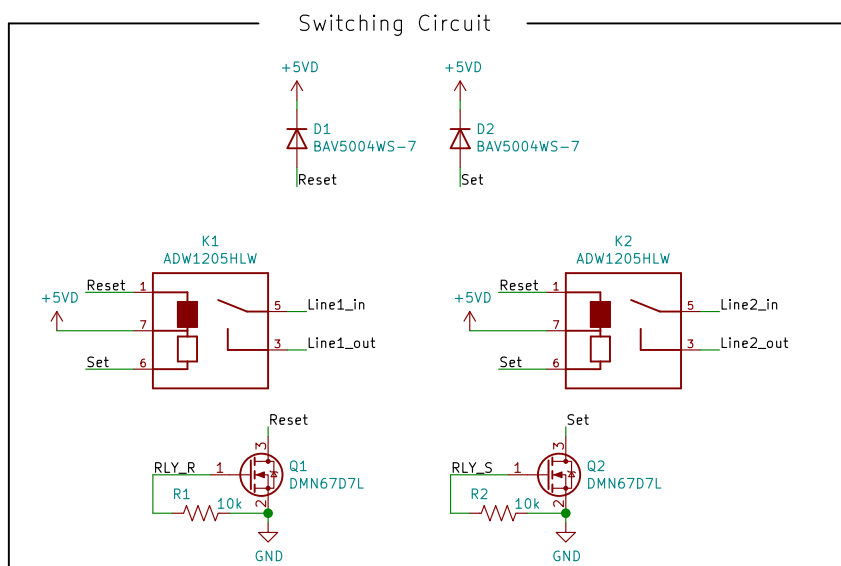 Switching Circuit
+5VD
+5VD
D1
BAV5004WS-7
D2
BAV5004WS-7
Reset
Set
K1
ADW1205HLW
K2
ADW1205HLW
Reset
1
+5VD
7
Set
6
5
Line1_in
3
Line1_out
Reset
1
+5VD
7
Set
6
5
Line2_in
3
Line2_out
Reset
3
RLY_R
1
Q1
DMN67D7L
R1
10k
2
GND
Set
3
RLY_S
1
Q2
DMN67D7L
R2
10k
2
GND